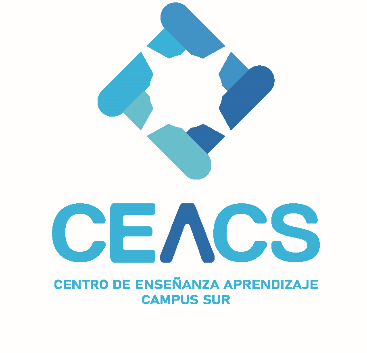 CEACS
CENTRO DE ENSEÑANZA APRENDIZAJE
CAMPUS SUR